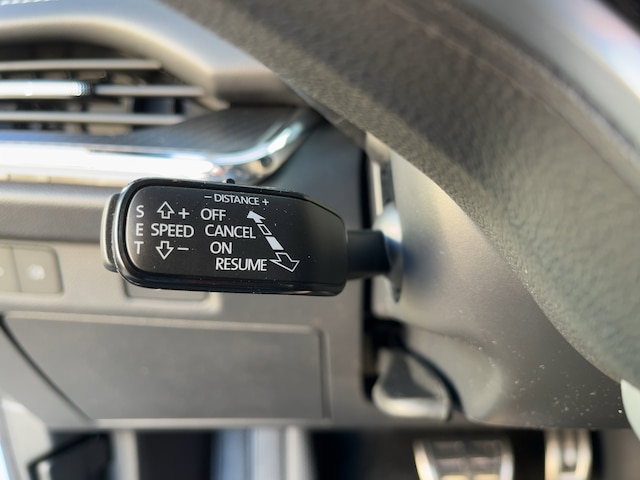 − DISTANCE +
S + OFF
E SPEED CANCEL
T − ON
RESUME